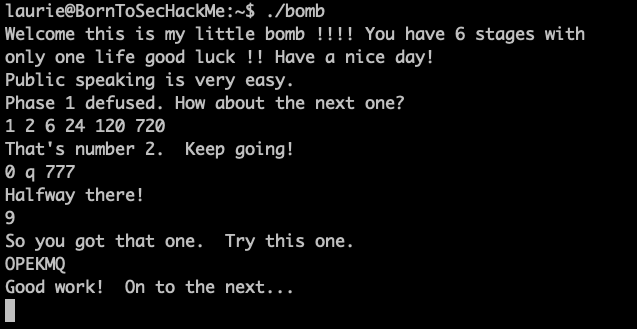 laurie@BornToSecHackMe:~$ ./bomb
Welcome this is my little bomb !!!! You have 6 stages with
only one life good luck !! Have a nice day!
Public speaking is very easy.
Phase 1 defused. How about the next one?
1 2 6 24 120 720
That's number 2.  Keep going!
0 q 777
Halfway there!
9
So you got that one.  Try this one.
OPEKMQ
Good work!  On to the next...